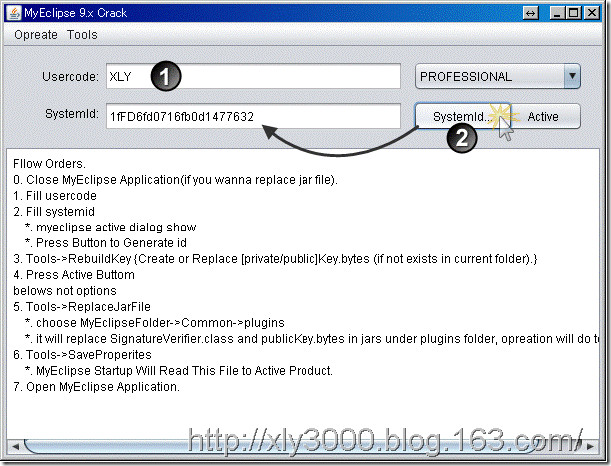 MyEclipse 9.x Crack
Opreate Tools
Usercode: XLY 1 PROFESSIONAL
SystemId: 1fFD6fd0716fb0d1477632 SystemId... Active
2
Fllow Orders.
0. Close MyEclipse Application(if you wanna replace jar file).
1. Fill usercode
2. Fill systemid
*. myeclipse active dialog show
*. Press Button to Generate id
3. Tools->RebuildKey {Create or Replace [private/public]Key.bytes (if not exists in current folder).}
4. Press Active Buttom
belows not options
5. Tools->ReplaceJarFile
*. choose MyEclipseFolder->Common->plugins
*. it will replace SignatureVerifier.class and publicKey.bytes in jars under plugins folder, opreation will do to
6. Tools->SaveProperites
*. MyEclipse Startup Will Read This File to Active Product.
7. Open MyEclipse Application.
http://xly3000.blog.163.com/